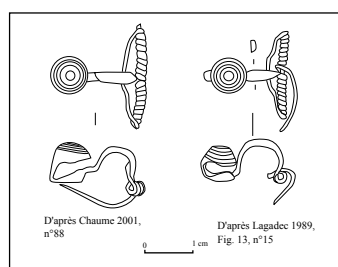 D'après Chaume 2001,
n°88
D'après Lagadec 1989,
Fig. 13, n°15
0 1 cm